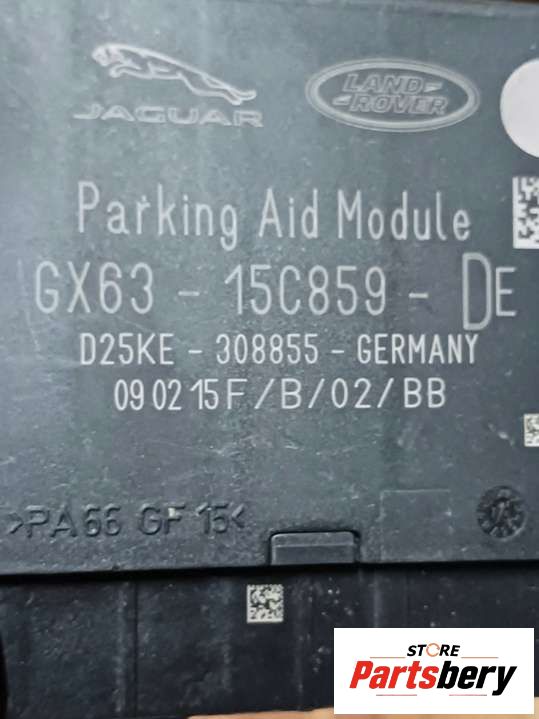 JAGUAR
LAND
ROVER
Parking Aid Module
GX63 - 15C859 - DE
D25KE - 308855 - GERMANY
09 02 15 F/B/02/BB
>PA66 GF 15<
STORE
Partsbery